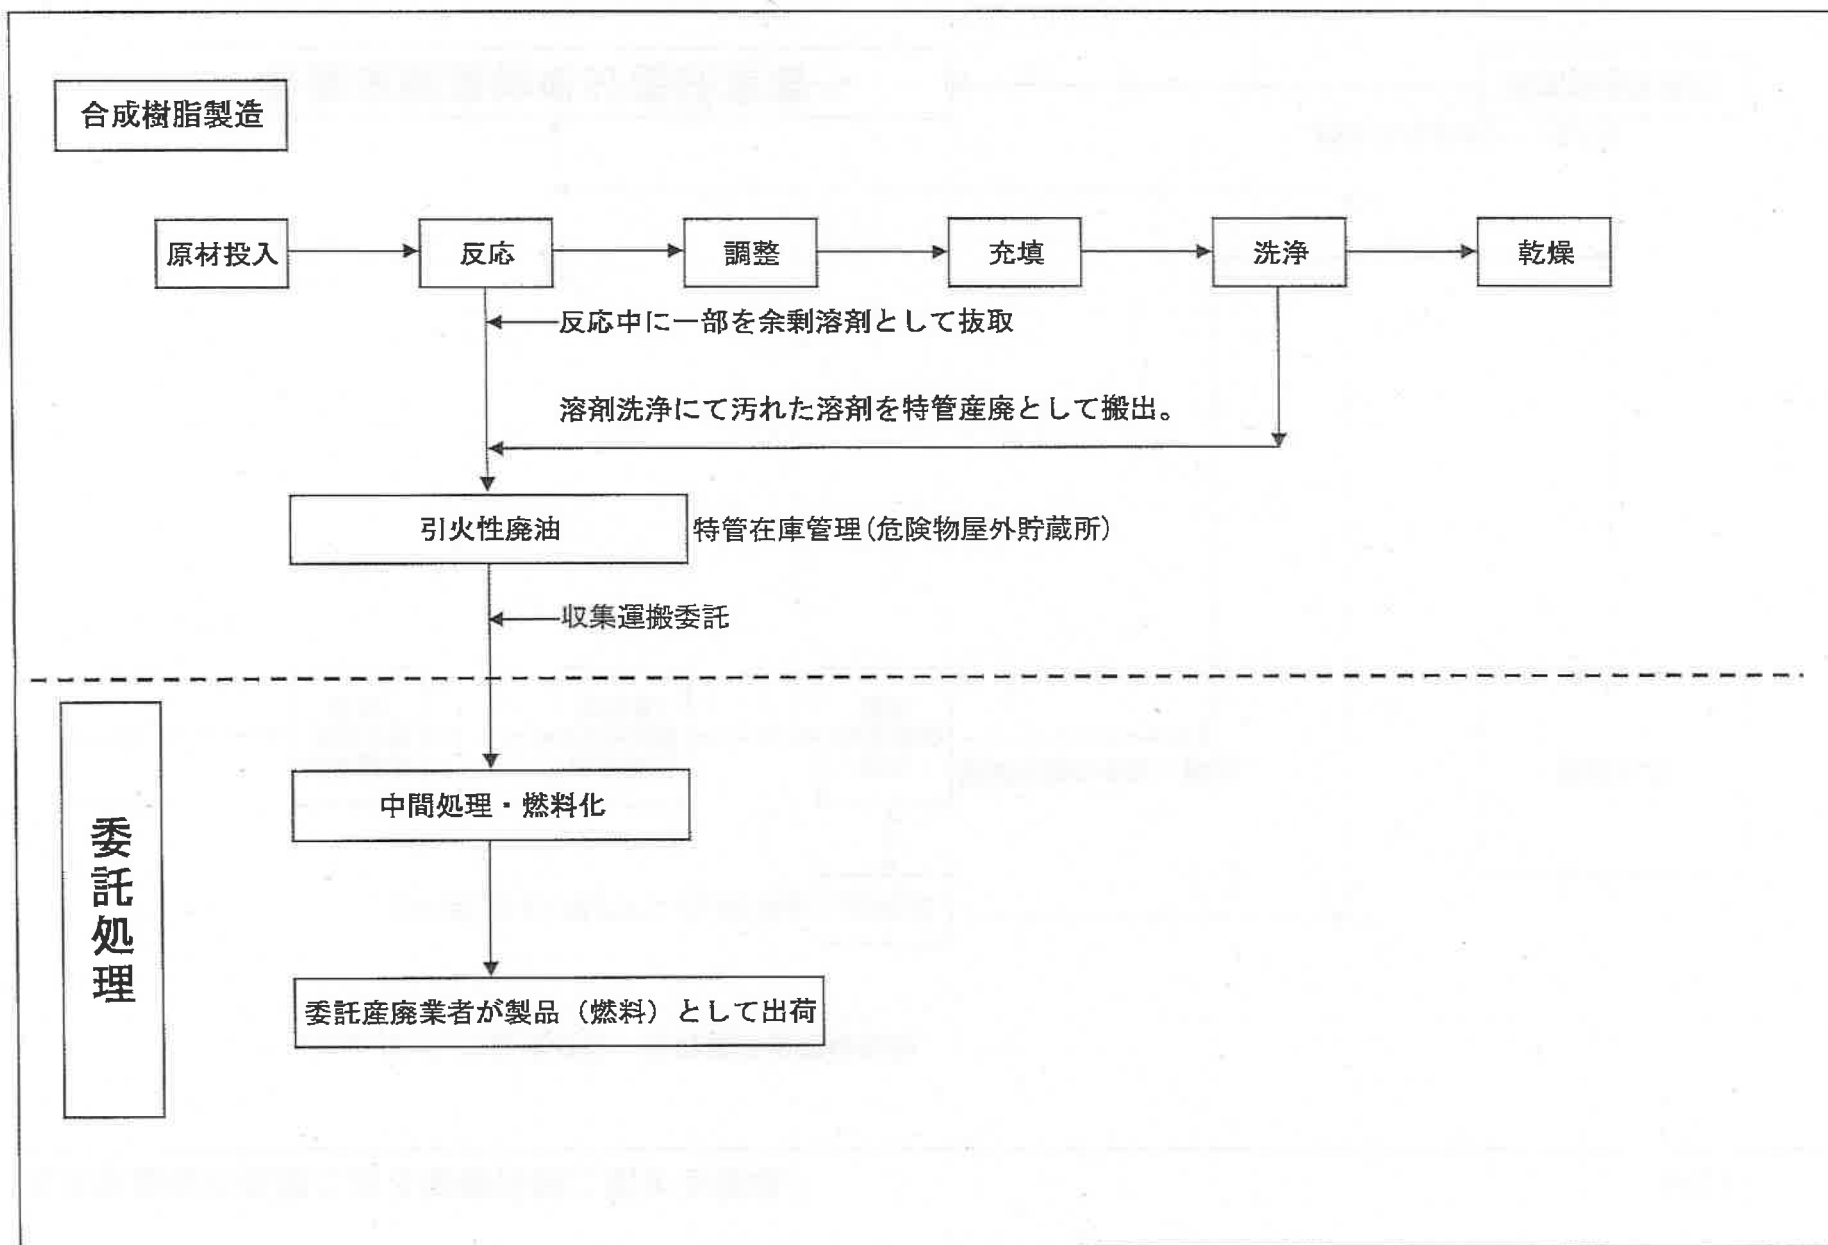 合成樹脂製造
原材投入
反応
調整
充填
洗浄
乾燥
反応中に一部を余剰溶剤として抜取
溶剤洗浄にて汚れた溶剤を特管産廃として搬出。
引火性廃油
特管在庫管理(危険物屋外貯蔵所)
収集運搬委託
委託処理
中間処理・燃料化
委託産廃業者が製品（燃料）として出荷